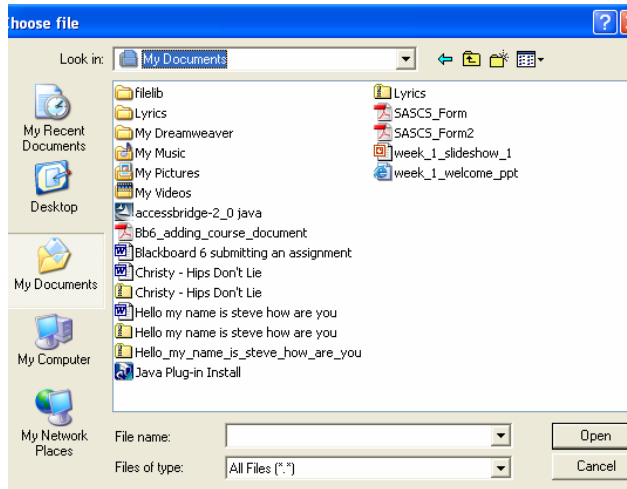 Choose file
Look in:
My Documents
My Recent
Documents
Desktop
My Documents
My Computer
My Network
Places
filelib
Lyrics
My Dreamweaver
My Music
My Pictures
My Videos
accessbridge-2_0 java
Bb6_adding_course_document
Blackboard 6 submitting an assignment
Christy - Hips Don't Lie
Christy - Hips Don't Lie
Hello my name is steve how are you
Hello my name is steve how are you
Hello_my_name_is_steve_how_are_you
Java Plug-in Install
Lyrics
SASCS_Form
SASCS_Form2
week_1_slideshow_1
week_1_welcome_ppt
File name:
Open
Files of type:
All Files (*.*)
Cancel